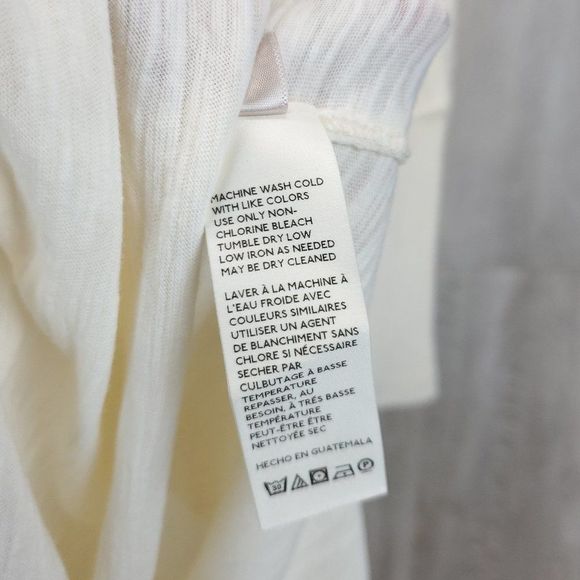 MACHINE WASH COLD
WITH LIKE COLORS
USE ONLY NON-
CHLORINE BLEACH
TUMBLE DRY LOW
LOW IRON AS NEEDED
MAY BE DRY CLEANED
LAVER À LA MACHINE À
L'EAU FROIDE AVEC
COULEURS SIMILAIRES
UTILISER UN AGENT
DE BLANCHIMENT SANS
CHLORE SI NÉCESSAIRE
SECHER PAR
CULBUTAGE À BASSE
TEMPERATURE
REPASSER, AU
BESOIN, À TRÉS BASSE
TEMPÉRATURE
PEUT-ÊTRE ÊTRE
NETTOYÉE SEC
HECHO EN GUATEMALA
30 P